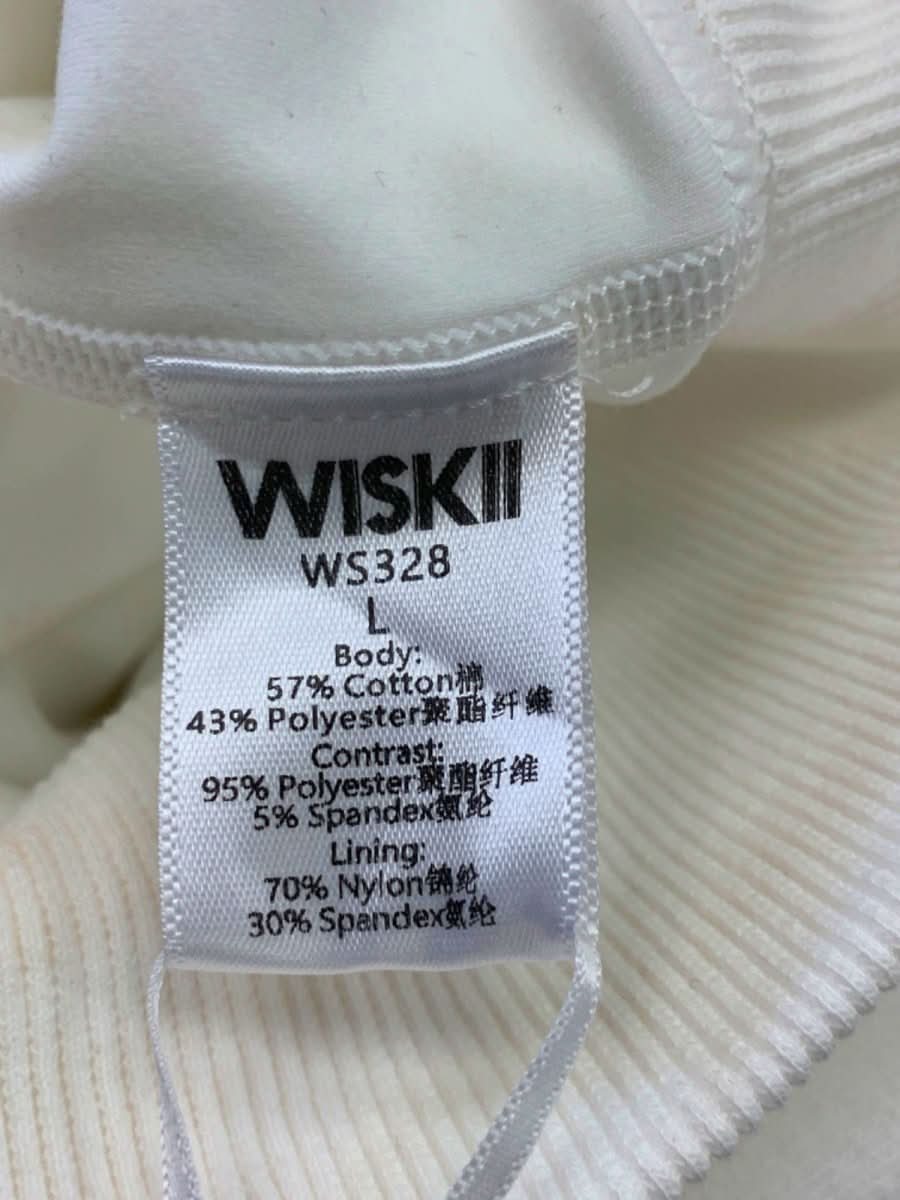 WISKII
WS328
L
Body:
57% Cotton棉
43% Polyester聚酯纤维
Contrast:
95% Polyester聚酯纤维
5% Spandex氨纶
Lining:
70% Nylon锦纶
30% Spandex氨纶